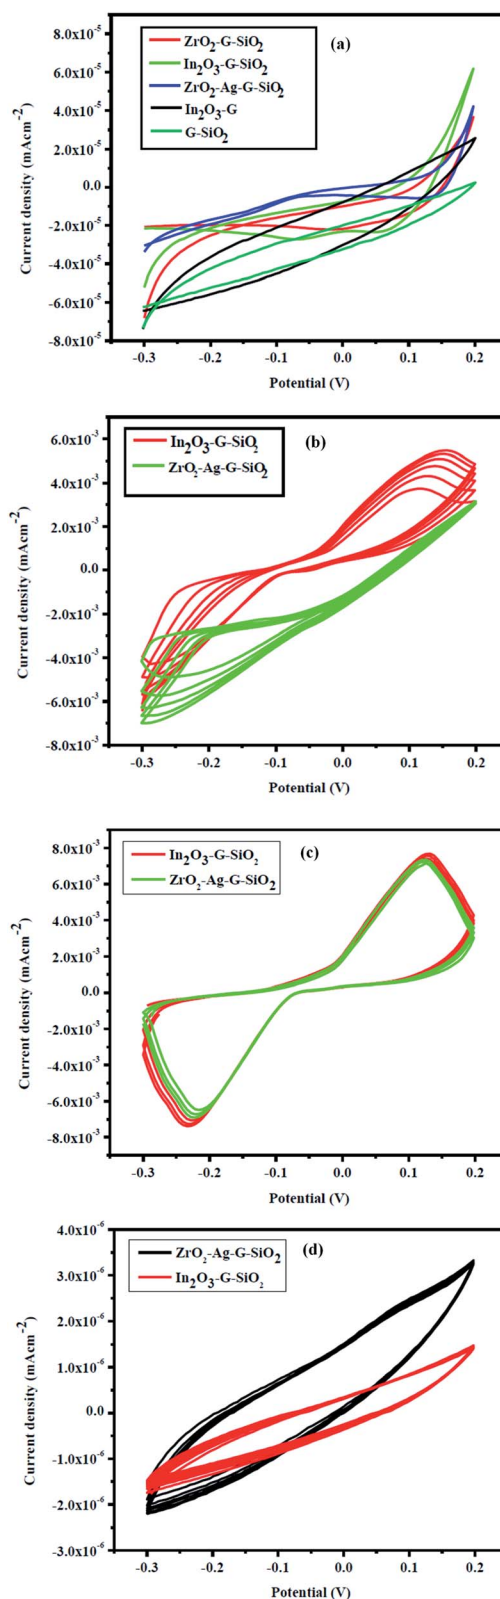 (a)
ZrO₂-G-SiO₂
In₂O₃-G-SiO₂
ZrO₂-Ag-G-SiO₂
In₂O₃-G
G-SiO₂
Current density (mAcm⁻²)
8.0x10⁻⁵
6.0x10⁻⁵
4.0x10⁻⁵
2.0x10⁻⁵
0.0
-2.0x10⁻⁵
-4.0x10⁻⁵
-6.0x10⁻⁵
-8.0x10⁻⁵
-0.3 -0.2 -0.1 0.0 0.1 0.2
Potential (V)
(b)
In₂O₃-G-SiO₂
ZrO₂-Ag-G-SiO₂
Current density (mAcm⁻²)
6.0x10⁻³
4.0x10⁻³
2.0x10⁻³
0.0
-2.0x10⁻³
-4.0x10⁻³
-6.0x10⁻³
-8.0x10⁻³
-0.3 -0.2 -0.1 0.0 0.1 0.2
Potential (V)
(c)
In₂O₃-G-SiO₂
ZrO₂-Ag-G-SiO₂
Current density (mAcm⁻²)
8.0x10⁻³
6.0x10⁻³
4.0x10⁻³
2.0x10⁻³
0.0
-2.0x10⁻³
-4.0x10⁻³
-6.0x10⁻³
-8.0x10⁻³
-0.3 -0.2 -0.1 0.0 0.1 0.2
Potential (V)
(d)
ZrO₂-Ag-G-SiO₂
In₂O₃-G-SiO₂
Current density (mAcm⁻²)
4.0x10⁻⁶
3.0x10⁻⁶
2.0x10⁻⁶
1.0x10⁻⁶
0.0
-1.0x10⁻⁶
-2.0x10⁻⁶
-3.0x10⁻⁶
-0.3 -0.2 -0.1 0.0 0.1 0.2
Potential (V)